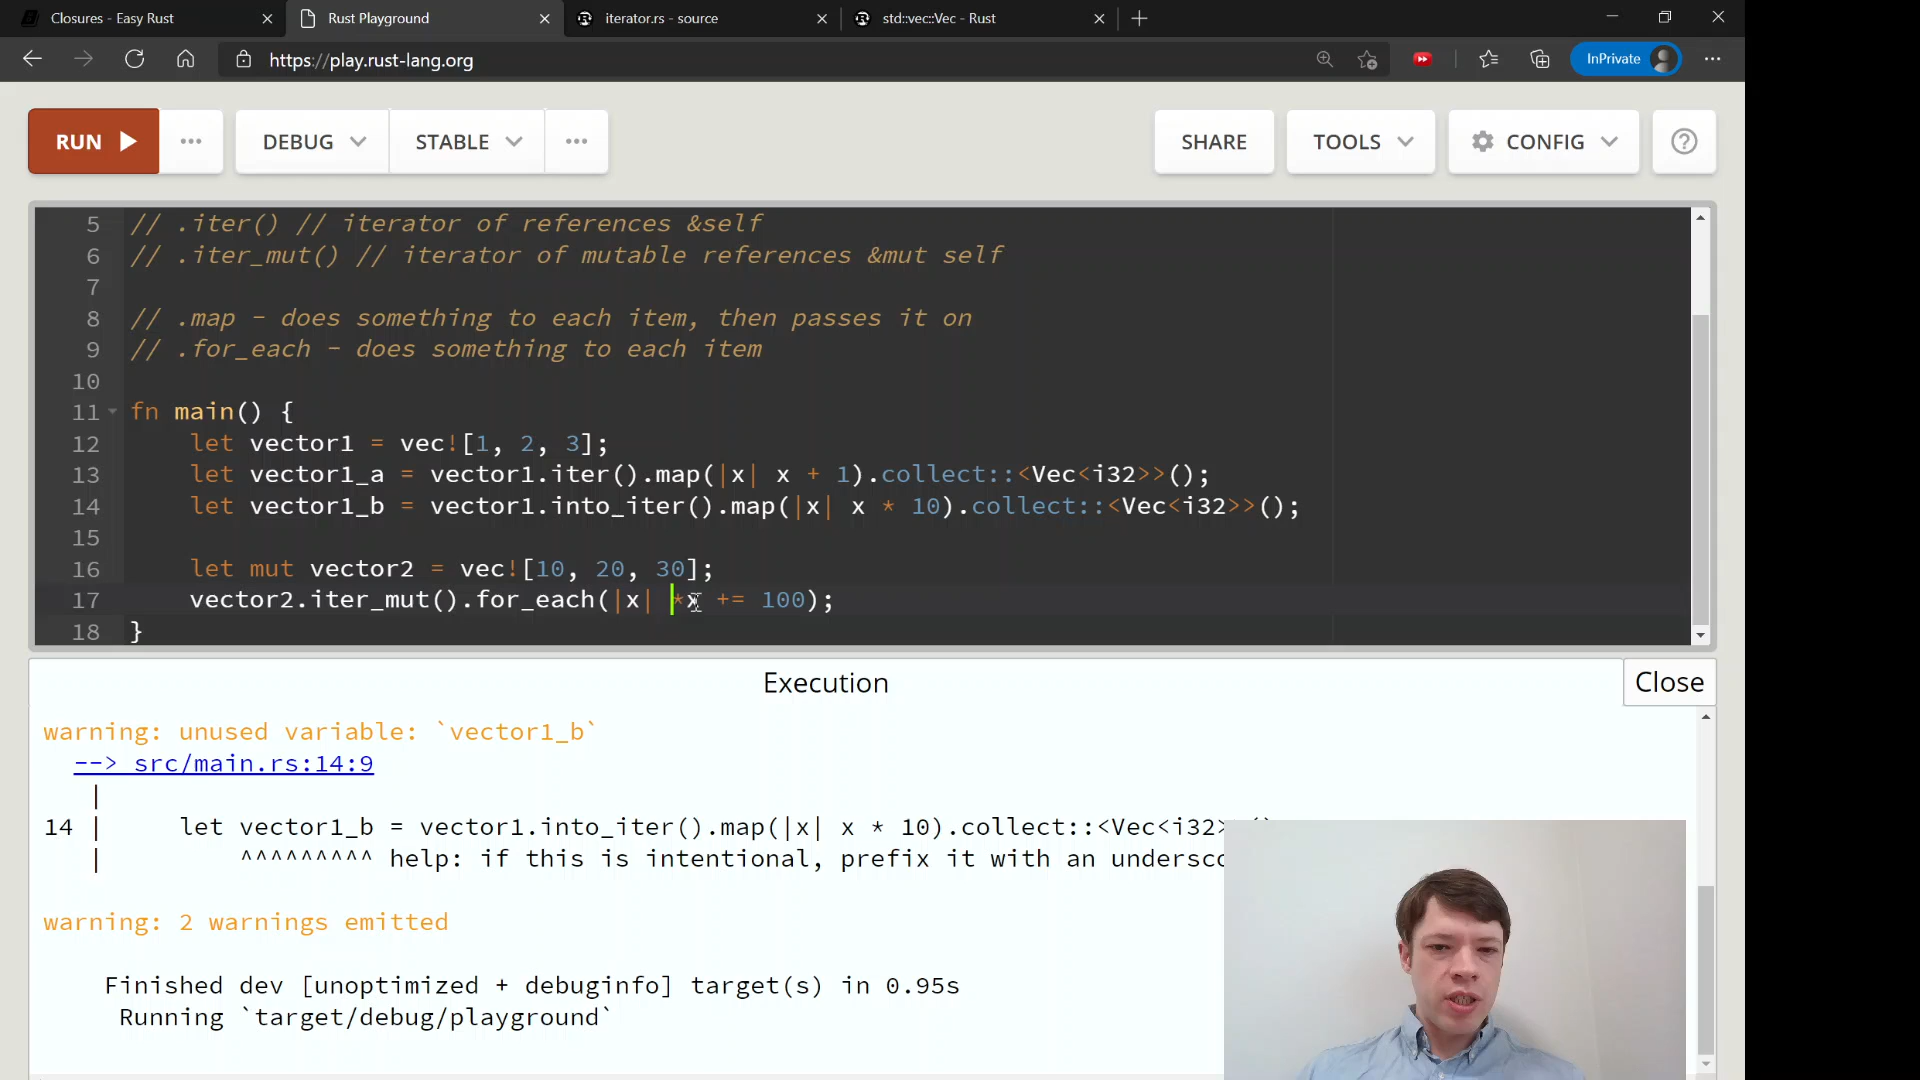 Closures - Easy Rust
Rust Playground
iterator.rs - source
std::vec::Vec - Rust
https://play.rust-lang.org
InPrivate
RUN
DEBUG
STABLE
SHARE
TOOLS
CONFIG
5 // .iter() // iterator of references &self
6 // .iter_mut() // iterator of mutable references &mut self
7
8 // .map - does something to each item, then passes it on
9 // .for_each - does something to each item
10
11 fn main() {
12 let vector1 = vec![1, 2, 3];
13 let vector1_a = vector1.iter().map(|x| x + 1).collect::<Vec<i32>>();
14 let vector1_b = vector1.into_iter().map(|x| x * 10).collect::<Vec<i32>>();
15
16 let mut vector2 = vec![10, 20, 30];
17 vector2.iter_mut().for_each(|x| *x += 100);
18 }
Execution
Close
warning: unused variable: `vector1_b`
--> src/main.rs:14:9
|
14 | let vector1_b = vector1.into_iter().map(|x| x * 10).collect::<Vec<i32>
| ^^^^^^^^^ help: if this is intentional, prefix it with an undersco
warning: 2 warnings emitted
Finished dev [unoptimized + debuginfo] target(s) in 0.95s
Running `target/debug/playground`